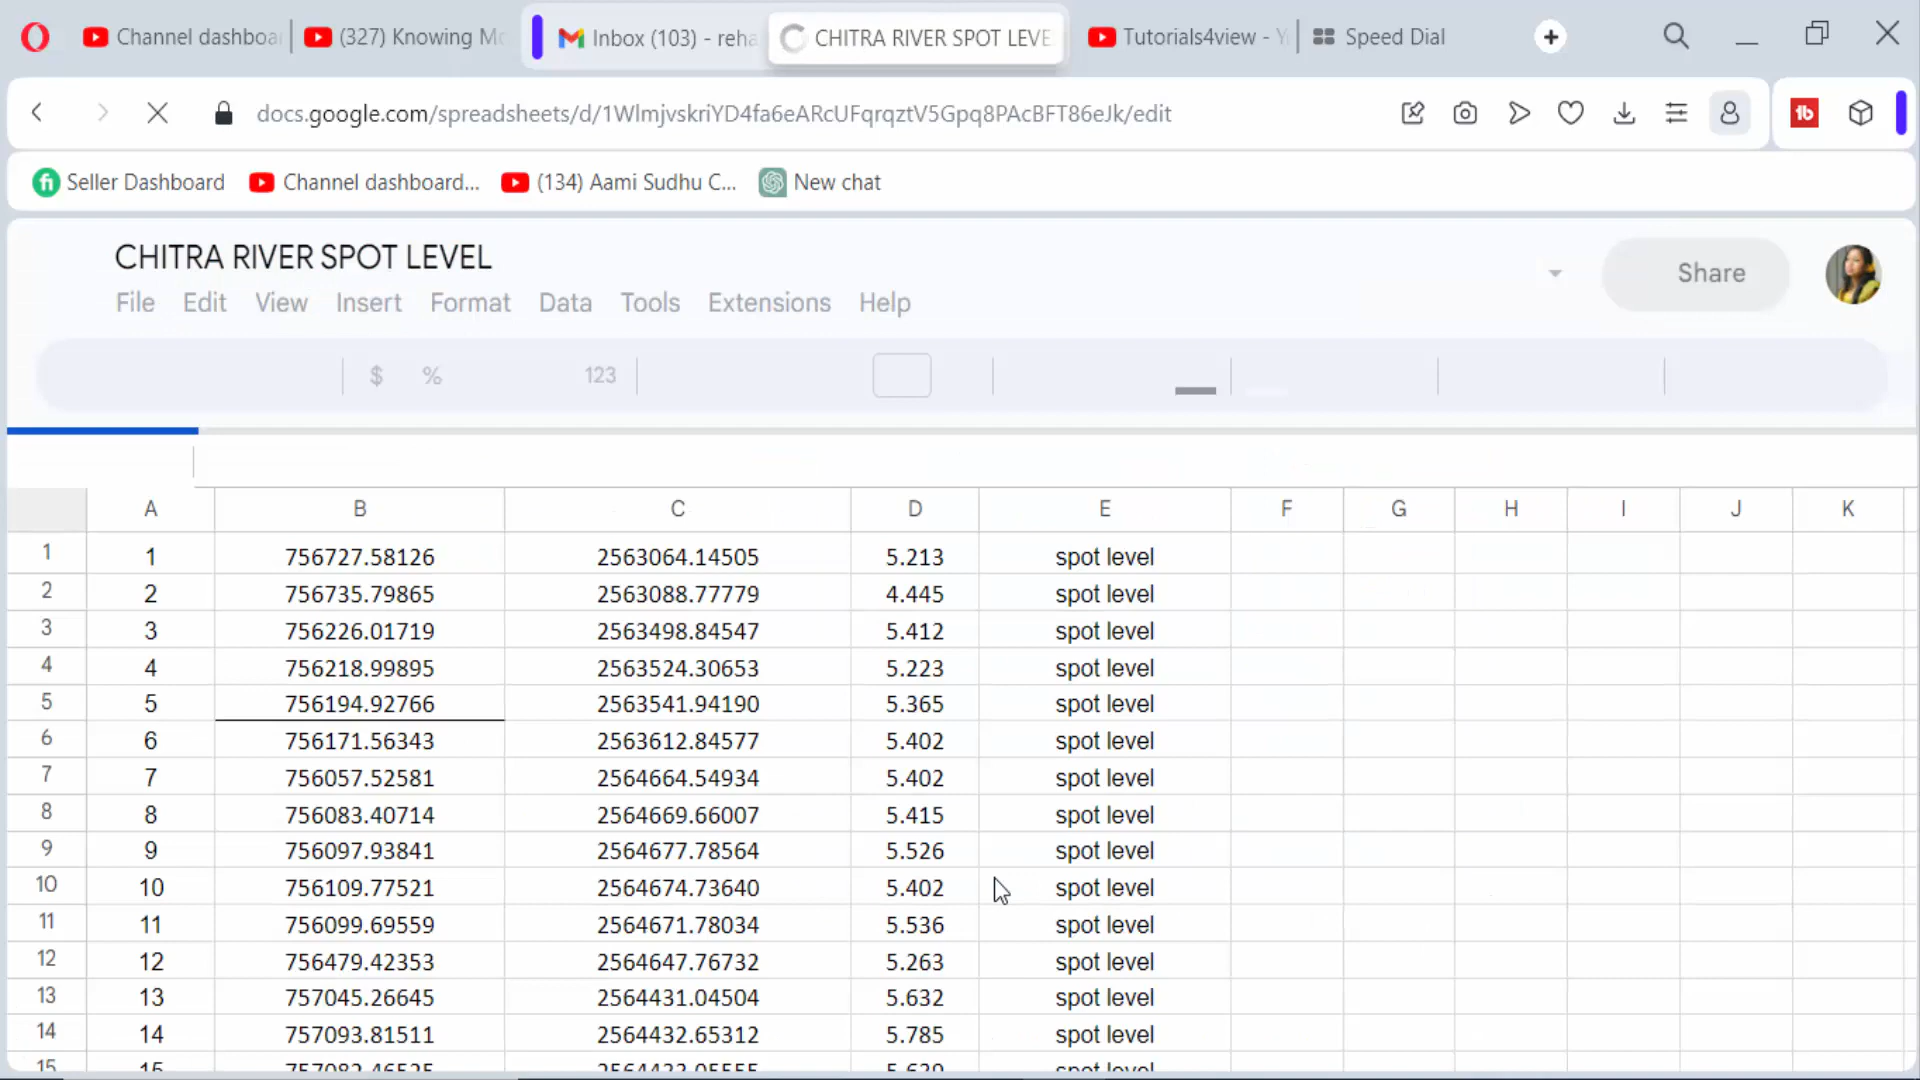 Channel dashboa
(327) Knowing Mo
Inbox (103) - reha
CHITRA RIVER SPOT LEVE
Tutorials4view - Y
Speed Dial
docs.google.com/spreadsheets/d/1WlmjvskriYD4fa6eARcUFqrqztV5Gpq8PAcBFT86eJk/edit
Seller Dashboard
Channel dashboard...
(134) Aami Sudhu C...
New chat
CHITRA RIVER SPOT LEVEL
Share
File Edit View Insert Format Data Tools Extensions Help
$ % 123
A B C D E F G H I J K
1 1 756727.58126 2563064.14505 5.213 spot level
2 2 756735.79865 2563088.77779 4.445 spot level
3 3 756226.01719 2563498.84547 5.412 spot level
4 4 756218.99895 2563524.30653 5.223 spot level
5 5 756194.92766 2563541.94190 5.365 spot level
6 6 756171.56343 2563612.84577 5.402 spot level
7 7 756057.52581 2564664.54934 5.402 spot level
8 8 756083.40714 2564669.66007 5.415 spot level
9 9 756097.93841 2564677.78564 5.526 spot level
10 10 756109.77521 2564674.73640 5.402 spot level
11 11 756099.69559 2564671.78034 5.536 spot level
12 12 756479.42353 2564647.76732 5.263 spot level
13 13 757045.26645 2564431.04504 5.632 spot level
14 14 757093.81511 2564432.65312 5.785 spot level
15 15 spot level